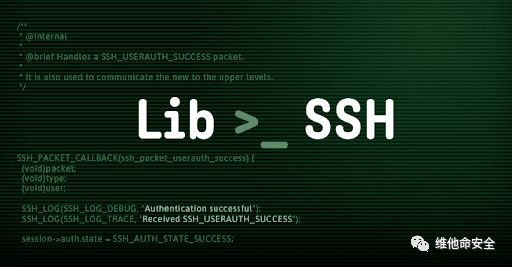 /**
* @internal
*
* @brief Handles a SSH_USERAUTH_SUCCESS packet.
*
* It is also used to communicate the new to the upper levels.
*/
Lib >_ SSH
SSH_PACKET_CALLBACK(ssh_packet_userauth_success) {
(void)packet;
(void)type;
(void)user;
SSH_LOG(SSH_LOG_DEBUG, "Authentication successful");
SSH_LOG(SSH_LOG_TRACE, "Received SSH_USERAUTH_SUCCESS");
session->auth.state = SSH_AUTH_STATE_SUCCESS;
维他命安全